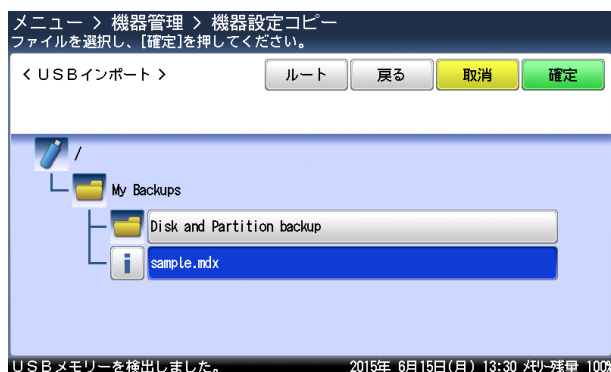 メニュー > 機器管理 > 機器設定コピー
ファイルを選択し、[確定]を押してください。
<USBインポート>
ルート 戻る 取消 確定
/
My Backups
Disk and Partition backup
i sample.mdx
USBメモリーを検出しました。 2015年 6月15日(月) 13:30 メモリー残量 100%